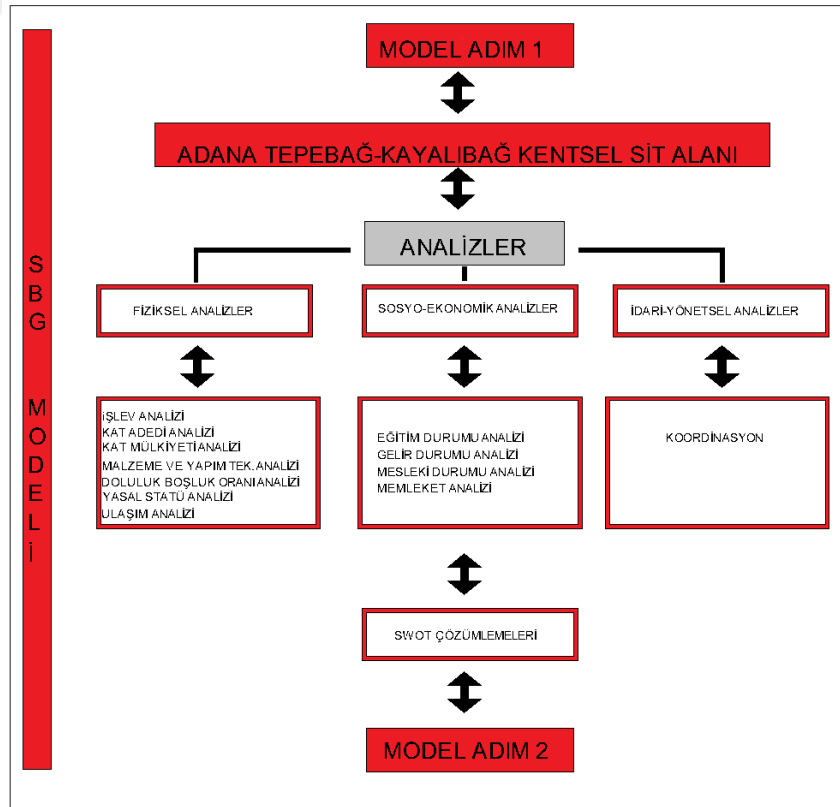 MODEL ADIM 1
ADANA TEPEBAĞ-KAYALIBAĞ KENTSEL SİT ALANI
ANALİZLER
SBG MODELİ
FİZİKSEL ANALİZLER
SOSYO-EKONOMİK ANALİZLER
İDARİ-YÖNETSEL ANALİZLER
İŞLEV ANALİZİ
KAT ADEDİ ANALİZİ
KAT MÜLKİYETİ ANALİZİ
MALZEME VE YAPIM TEK. ANALİZİ
DOLULUK BOŞLUK ORANI ANALİZİ
YASAL STATÜ ANALİZİ
ULAŞIM ANALİZİ
EĞİTİM DURUMU ANALİZİ
GELİR DURUMU ANALİZİ
MESLEKİ DURUMU ANALİZİ
MEMLEKET ANALİZİ
KOORDİNASYON
SWOT ÇÖZÜMLEMELERİ
MODEL ADIM 2